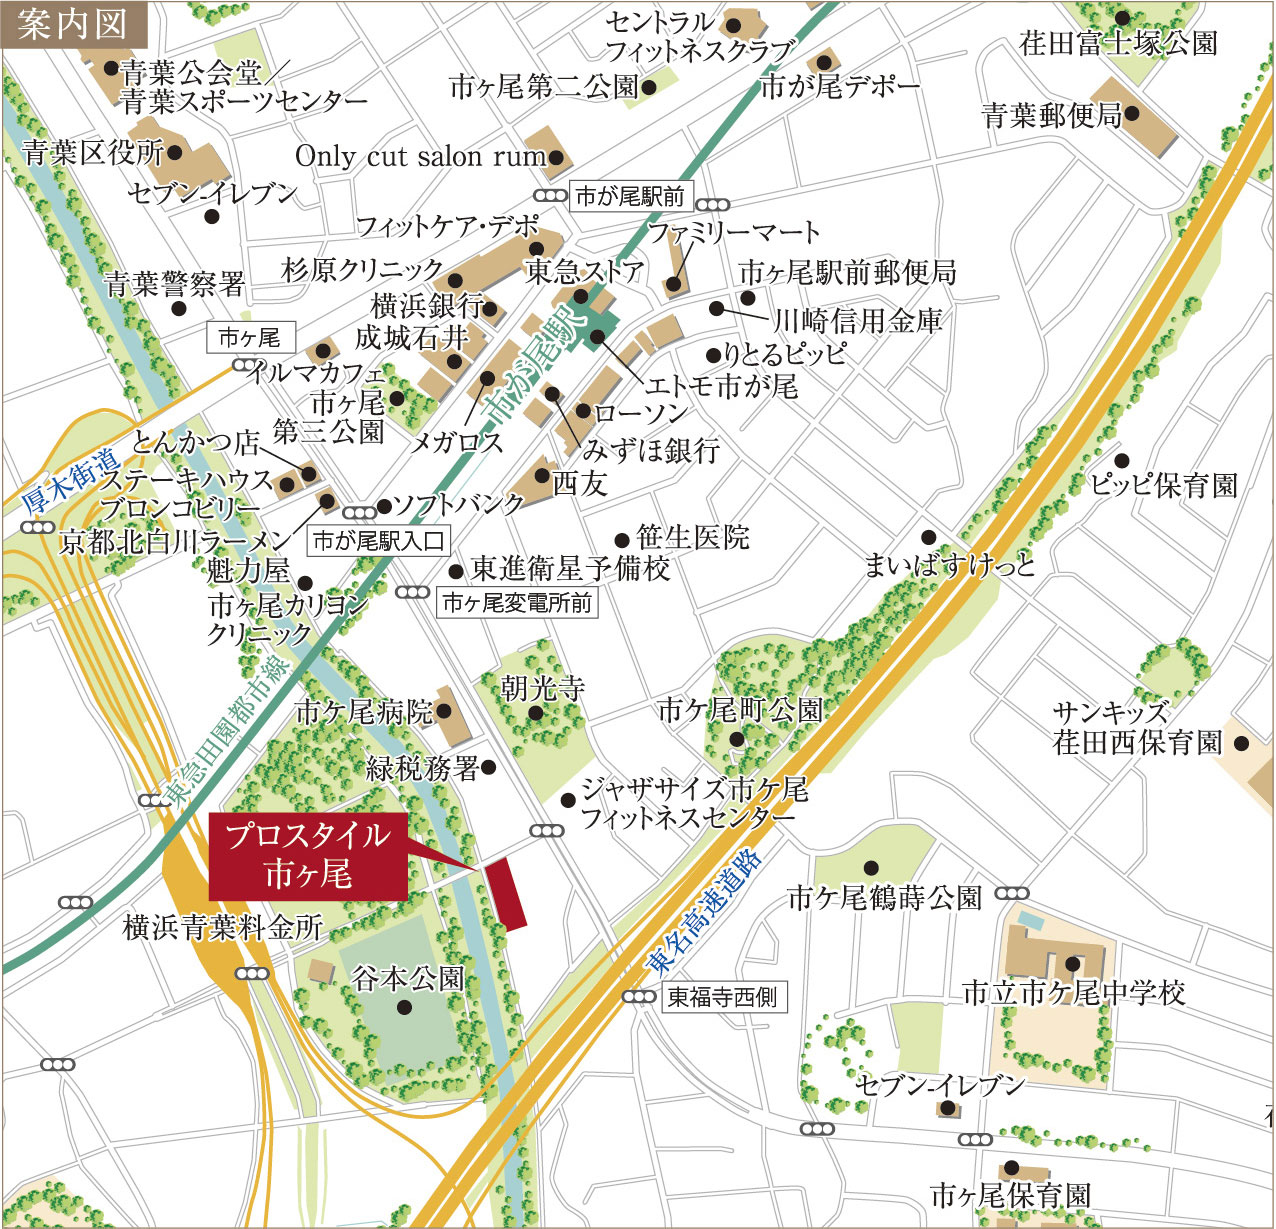 案内図
セントラル
フィットネスクラブ
荏田富士塚公園
青葉公会堂／
青葉スポーツセンター
市ヶ尾第二公園
市が尾デポー
青葉郵便局
青葉区役所
Only cut salon rum
セブン-イレブン
市が尾駅前
フィットケア・デポ
ファミリーマート
杉原クリニック
東急ストア
市ヶ尾駅前郵便局
青葉警察署
横浜銀行
川崎信用金庫
市ヶ尾
成城石井
市が尾駅
りとるピッピ
イルマカフェ
エトモ市が尾
市ヶ尾
第三公園
ローソン
とんかつ店
メガロス
みずほ銀行
厚木街道
ステーキハウス
ブロンコビリー
西友
ピッピ保育園
ソフトバンク
京都北白川ラーメン
魁力屋
市が尾駅入口
笹生医院
まいばすけっと
東進衛星予備校
市ヶ尾カリヨン
クリニック
市ヶ尾変電所前
東急田園都市線
朝光寺
市ケ尾病院
市ケ尾町公園
サンキッズ
荏田西保育園
緑税務署
ジャザサイズ市ケ尾
フィットネスセンター
プロスタイル
市ヶ尾
東名高速道路
市ケ尾鶴蒔公園
横浜青葉料金所
谷本公園
市立市ケ尾中学校
東福寺西側
セブン-イレブン
市ヶ尾保育園